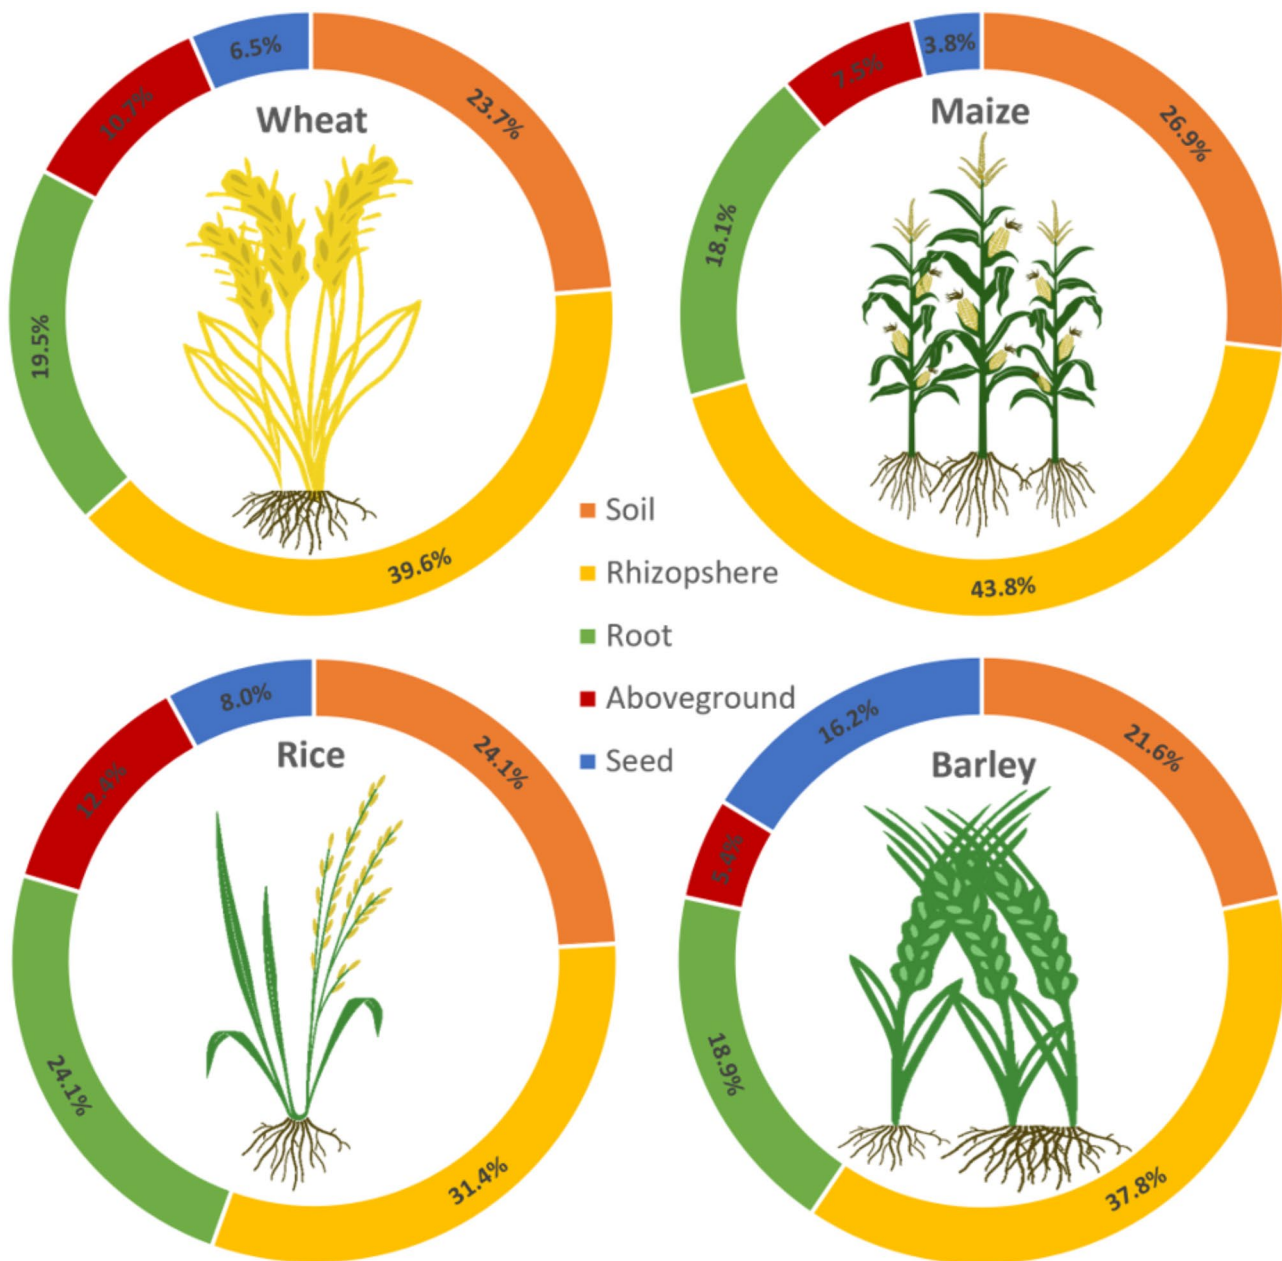 Wheat
6.5%
23.7%
10.7%
19.5%
39.6%
Maize
3.8%
26.9%
7.5%
18.1%
43.8%
Soil
Rhizopshere
Root
Aboveground
Seed
Rice
8.0%
24.1%
12.4%
24.1%
31.4%
Barley
16.2%
21.6%
5.4%
18.9%
37.8%